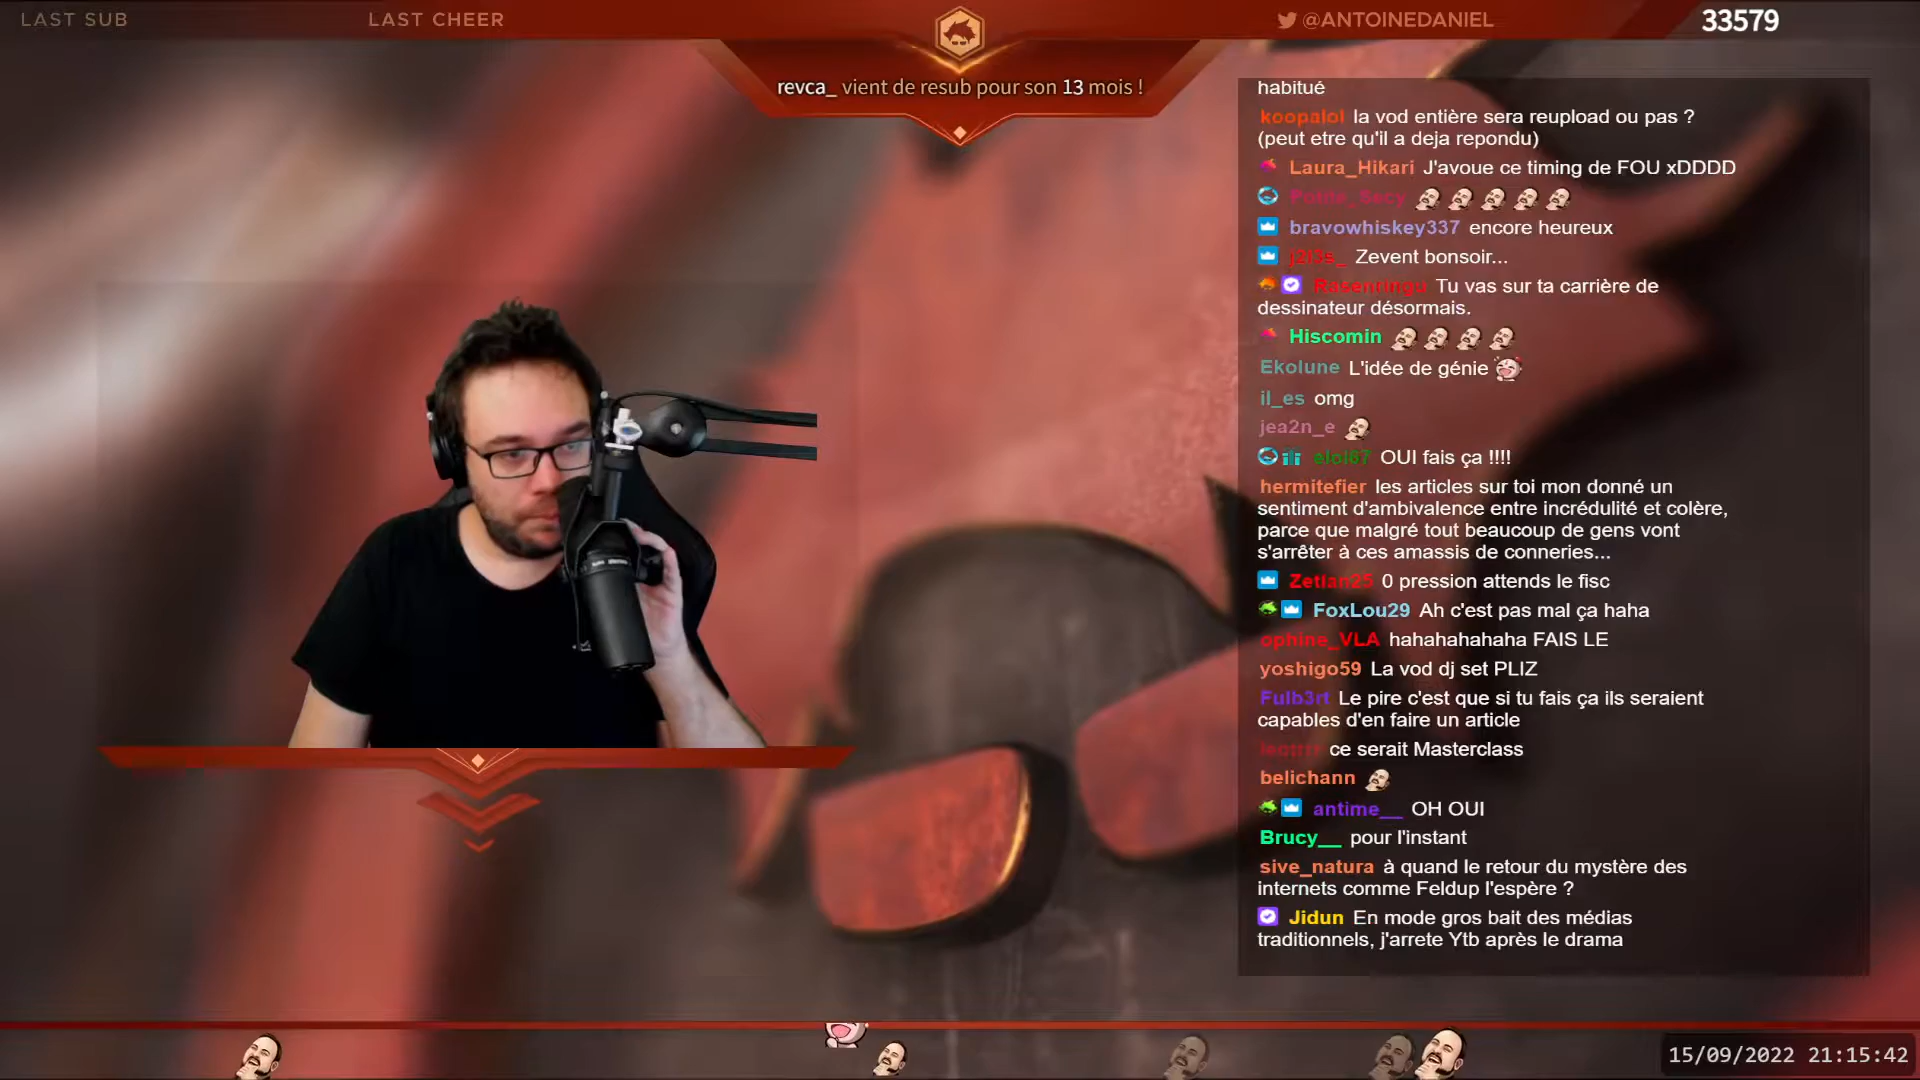 LAST SUB
LAST CHEER
@ANTOINEDANIEL
33579
revca_ vient de resub pour son 13 mois !
habitué
koopalol la vod entière sera reupload ou pas ?
(peut etre qu'il a deja repondu)
Laura_Hikari J'avoue ce timing de FOU xDDDD
Potite_Secy
bravowhiskey337 encore heureux
j2l3s_ Zevent bonsoir...
Rasentingu Tu vas sur ta carrière de
dessinateur désormais.
Hiscomin
Ekolune L'idée de génie
il_es omg
jea2n_e
elol67 OUI fais ça !!!!
hermitefier les articles sur toi mon donné un
sentiment d'ambivalence entre incrédulité et colère,
parce que malgré tout beaucoup de gens vont
s'arrêter à ces amassis de conneries...
Zetlan25 0 pression attends le fisc
FoxLou29 Ah c'est pas mal ça haha
ophine_VLA hahahahahaha FAIS LE
yoshigo59 La vod dj set PLIZ
Fulb3rt Le pire c'est que si tu fais ça ils seraient
capables d'en faire un article
ce serait Masterclass
belichann
antime__ OH OUI
Brucy__ pour l'instant
sive_natura à quand le retour du mystère des
internets comme Feldup l'espère ?
Jidun En mode gros bait des médias
traditionnels, j'arrete Ytb après le drama
15/09/2022 21:15:42